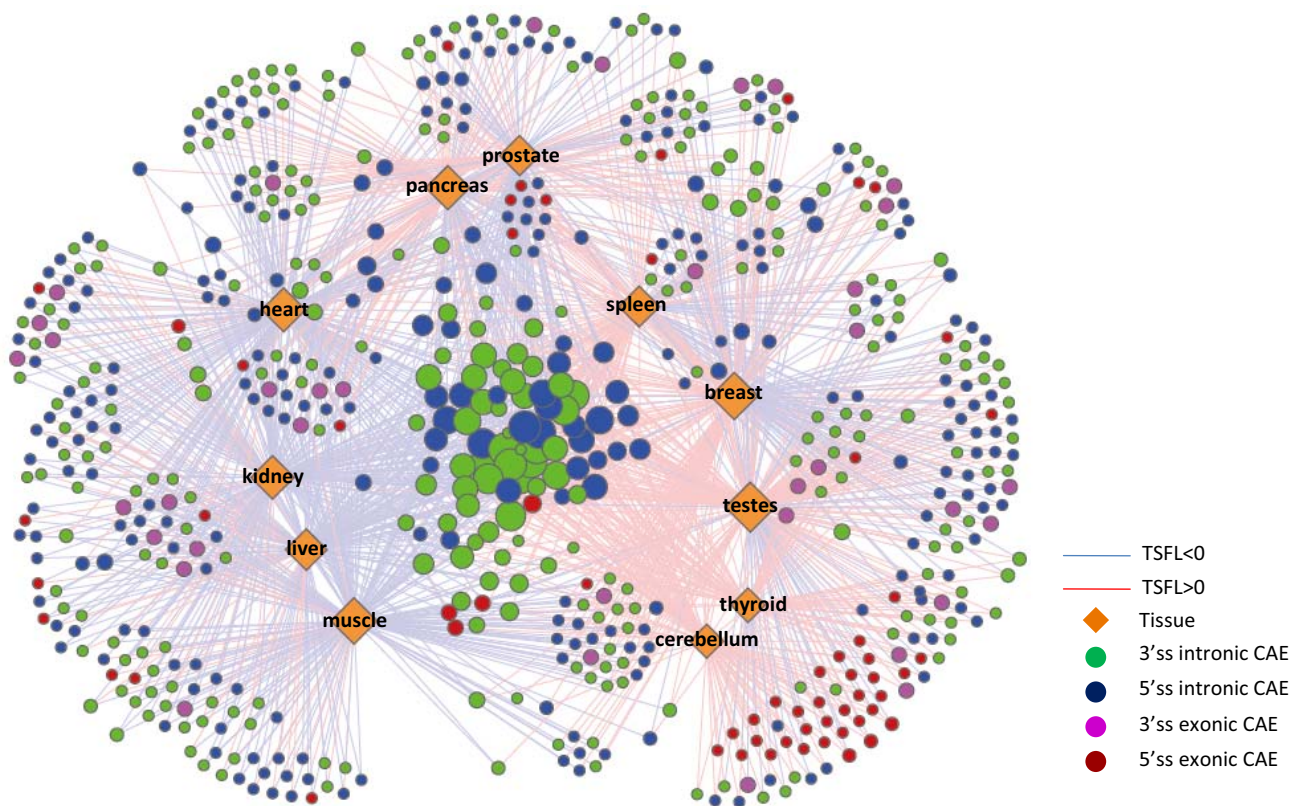 prostate
pancreas
heart
spleen
breast
kidney
testes
liver
thyroid
muscle
cerebellum
TSFL<0
TSFL>0
Tissue
3'ss intronic CAE
5'ss intronic CAE
3'ss exonic CAE
5'ss exonic CAE